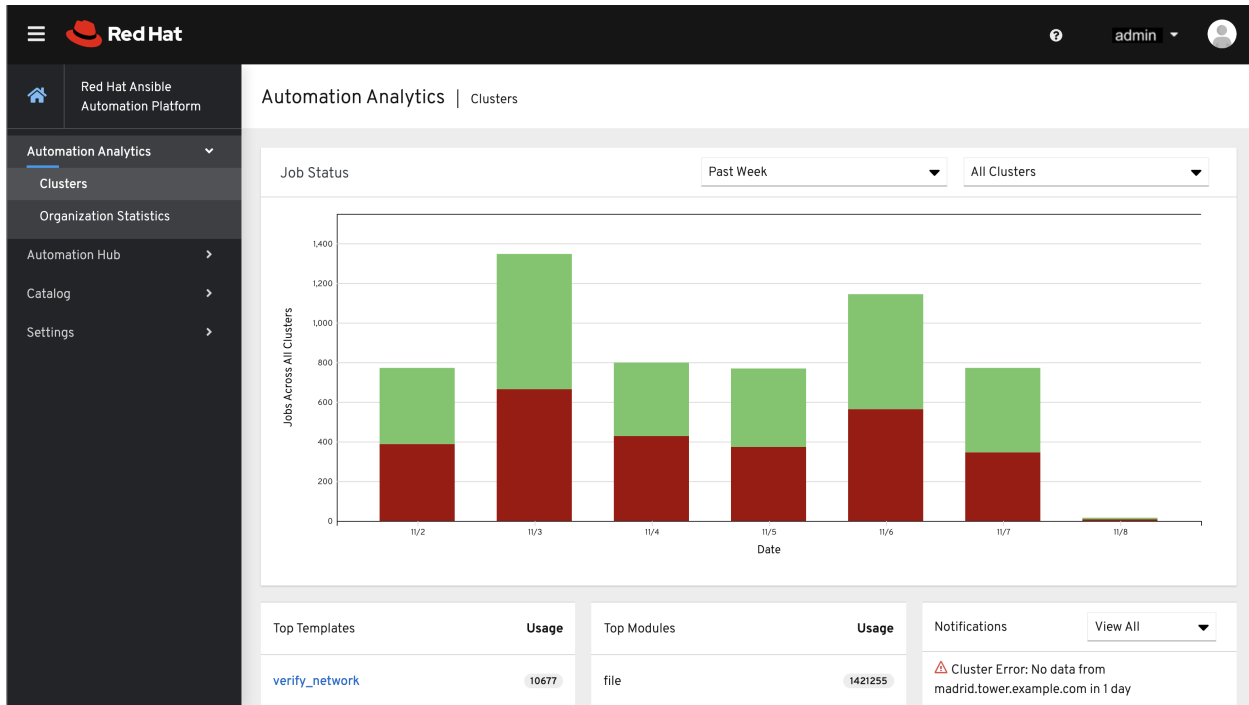 Red Hat
admin
Red Hat Ansible
Automation Platform
Automation Analytics | Clusters
Automation Analytics
Clusters
Organization Statistics
Automation Hub
Catalog
Settings
Job Status
Past Week
All Clusters
Jobs Across All Clusters
1,400
1,200
1,000
800
600
400
200
0
11/2 11/3 11/4 11/5 11/6 11/7 11/8
Date
Top Templates Usage
verify_network 10677
Top Modules Usage
file 1421255
Notifications View All
Cluster Error: No data from
madrid.tower.example.com in 1 day